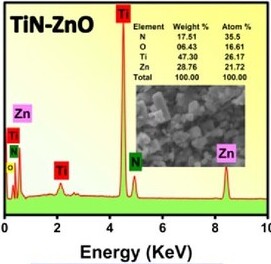 TiN-ZnO
Ti
Element Weight % Atom %
N 17.51 35.5
O 06.43 16.61
Ti 47.30 26.17
Zn 28.76 21.72
Total 100.00 100.00
Zn
Ti
N
O
Ti
N
Zn
0 2 4 6 8 10
Energy (KeV)